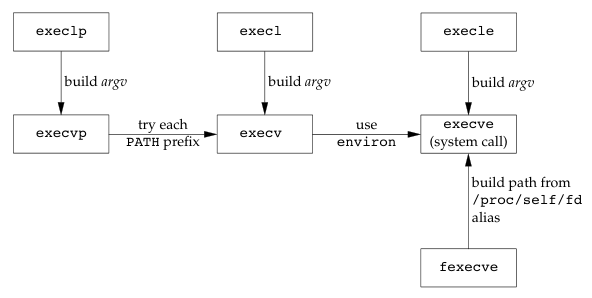 execlp
execl
execle
build argv
build argv
build argv
execvp
try each
PATH prefix
execv
use
environ
execve
(system call)
build path from
/proc/self/fd
alias
fexecve